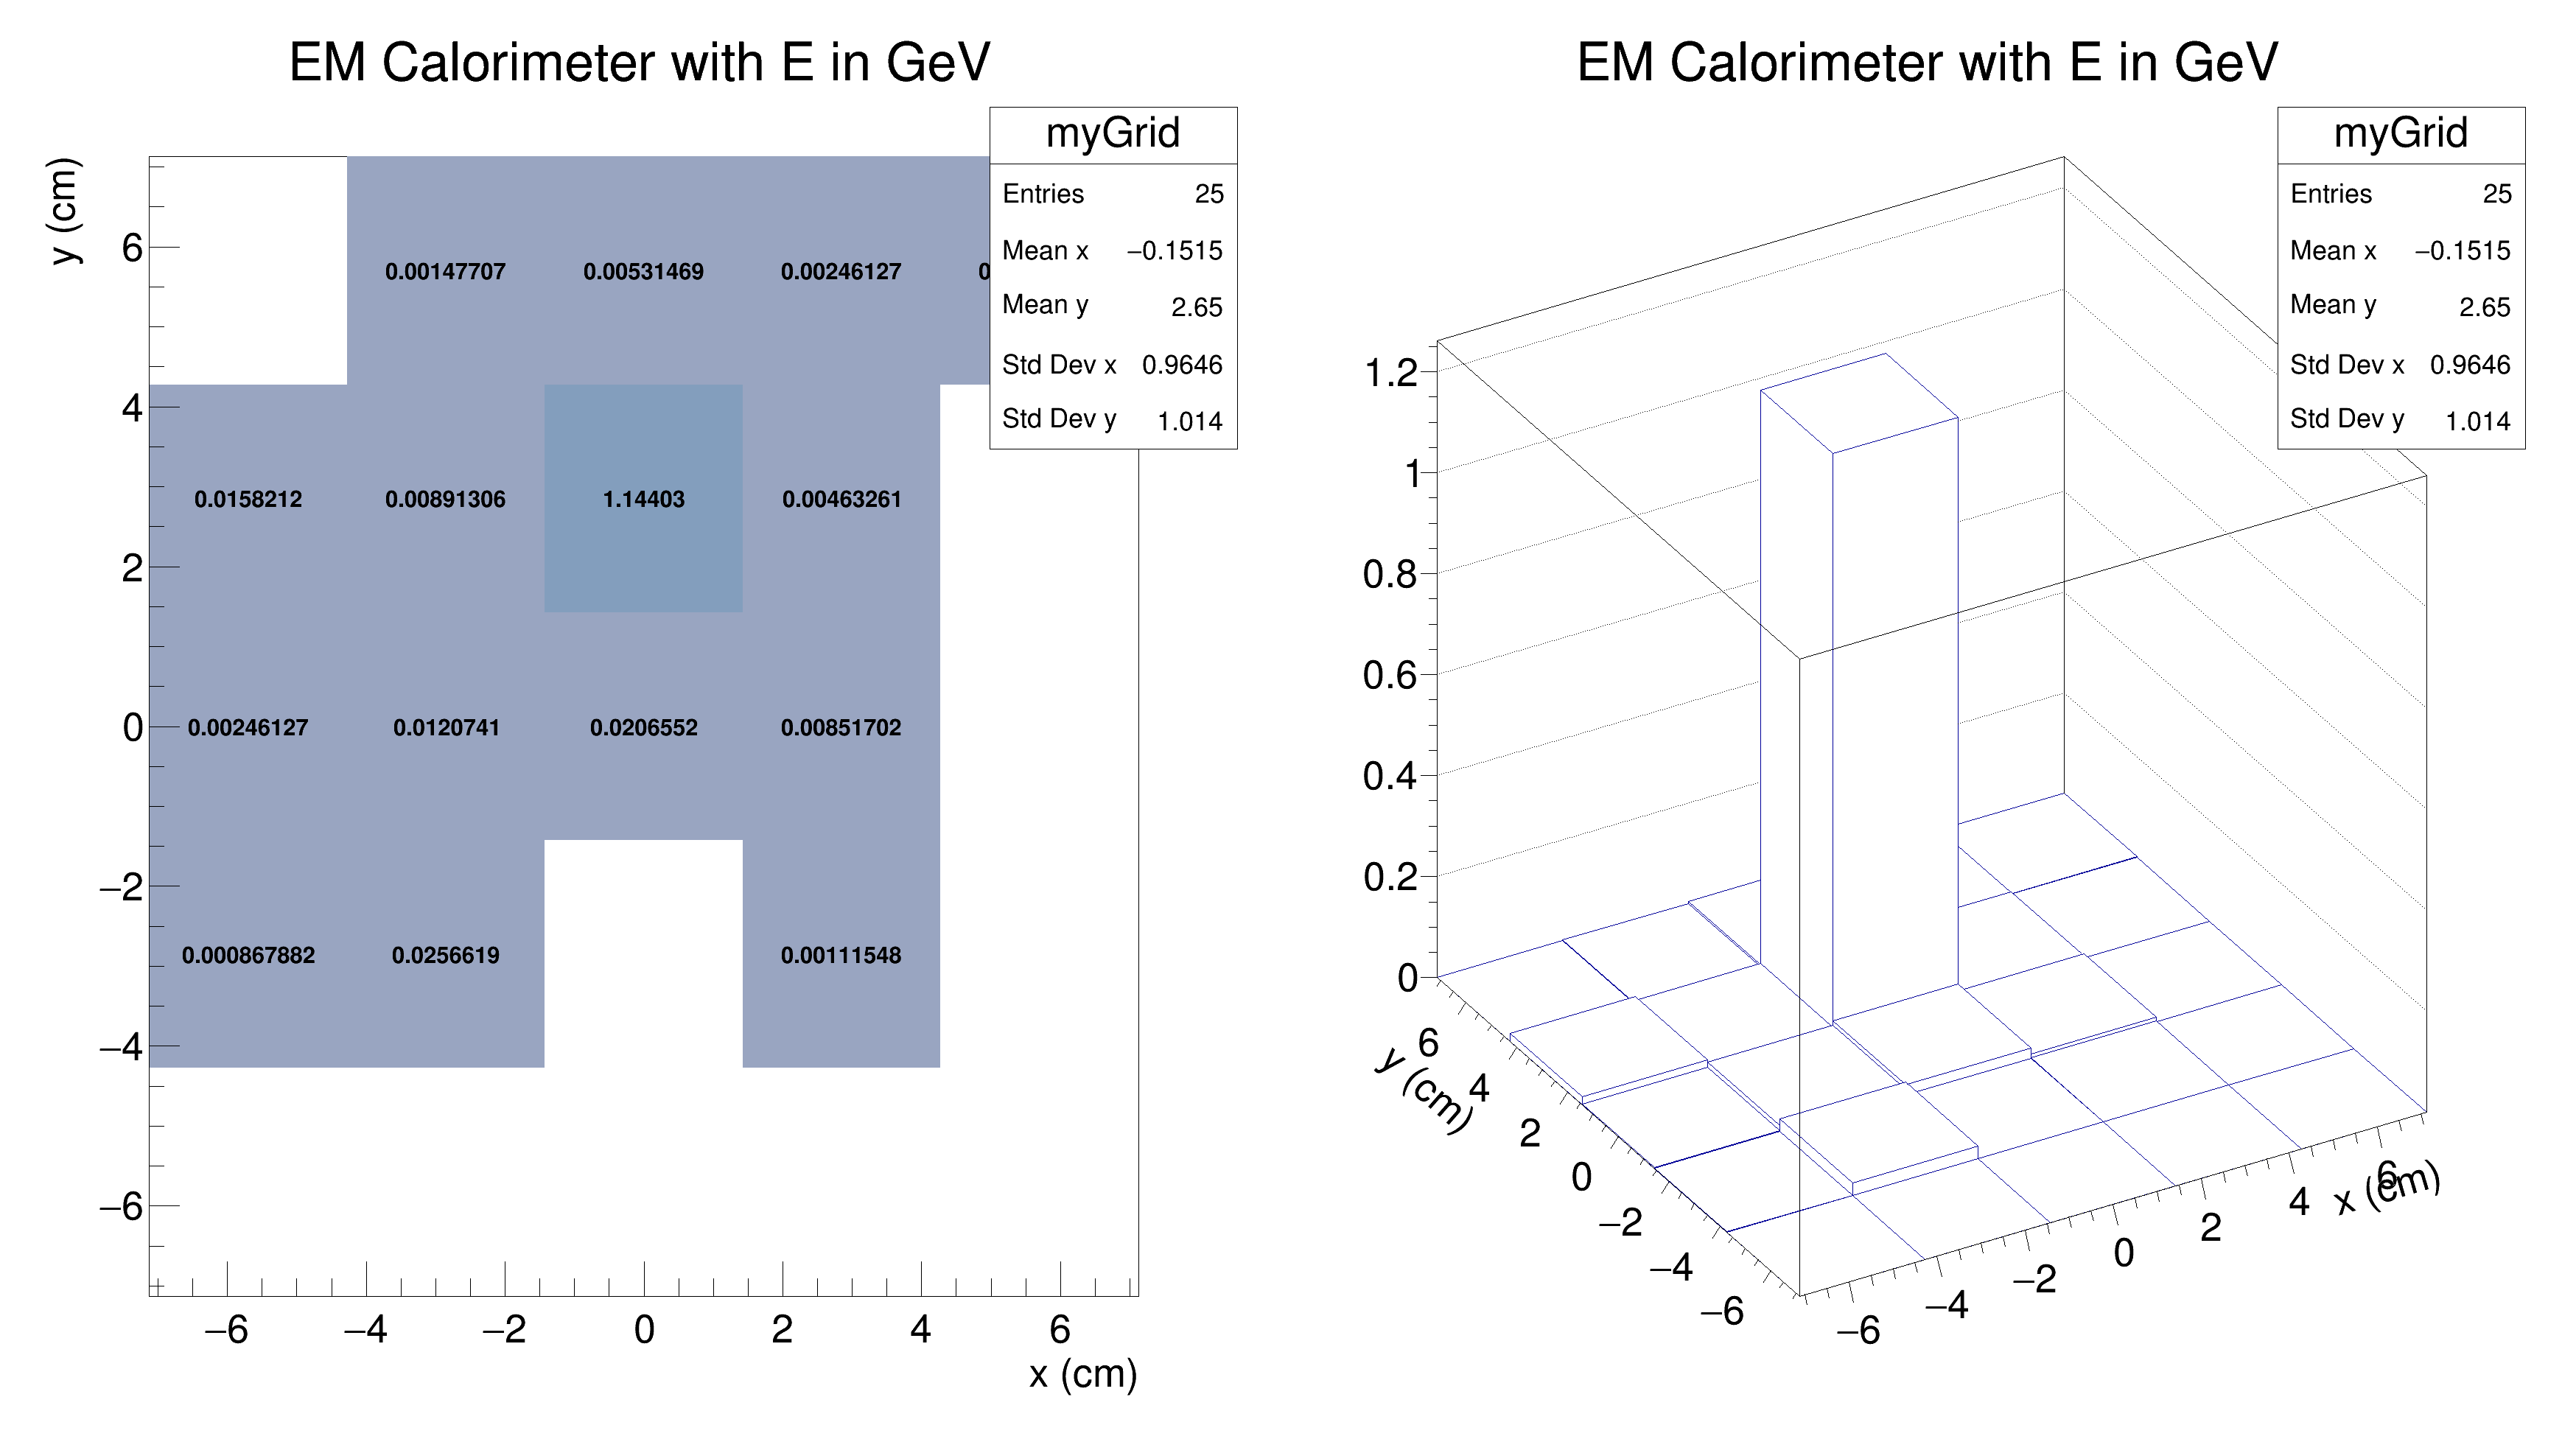 EM Calorimeter with E in GeV
myGrid
Entries 25
Mean x −0.1515
Mean y 2.65
Std Dev x 0.9646
Std Dev y 1.014
y (cm)
6
4
2
0
−2
−4
−6
0.00147707 0.00531469 0.00246127 0
0.0158212 0.00891306 1.14403 0.00463261
0.00246127 0.0120741 0.0206552 0.00851702
0.000867882 0.0256619 0.00111548
−6 −4 −2 0 2 4 6
x (cm)
EM Calorimeter with E in GeV
myGrid
Entries 25
Mean x −0.1515
Mean y 2.65
Std Dev x 0.9646
Std Dev y 1.014
1.2
1
0.8
0.6
0.4
0.2
0
6
4
2
0
−2
−4
−6
y (cm)
−6 −4 −2 0 2 4 6
x (cm)